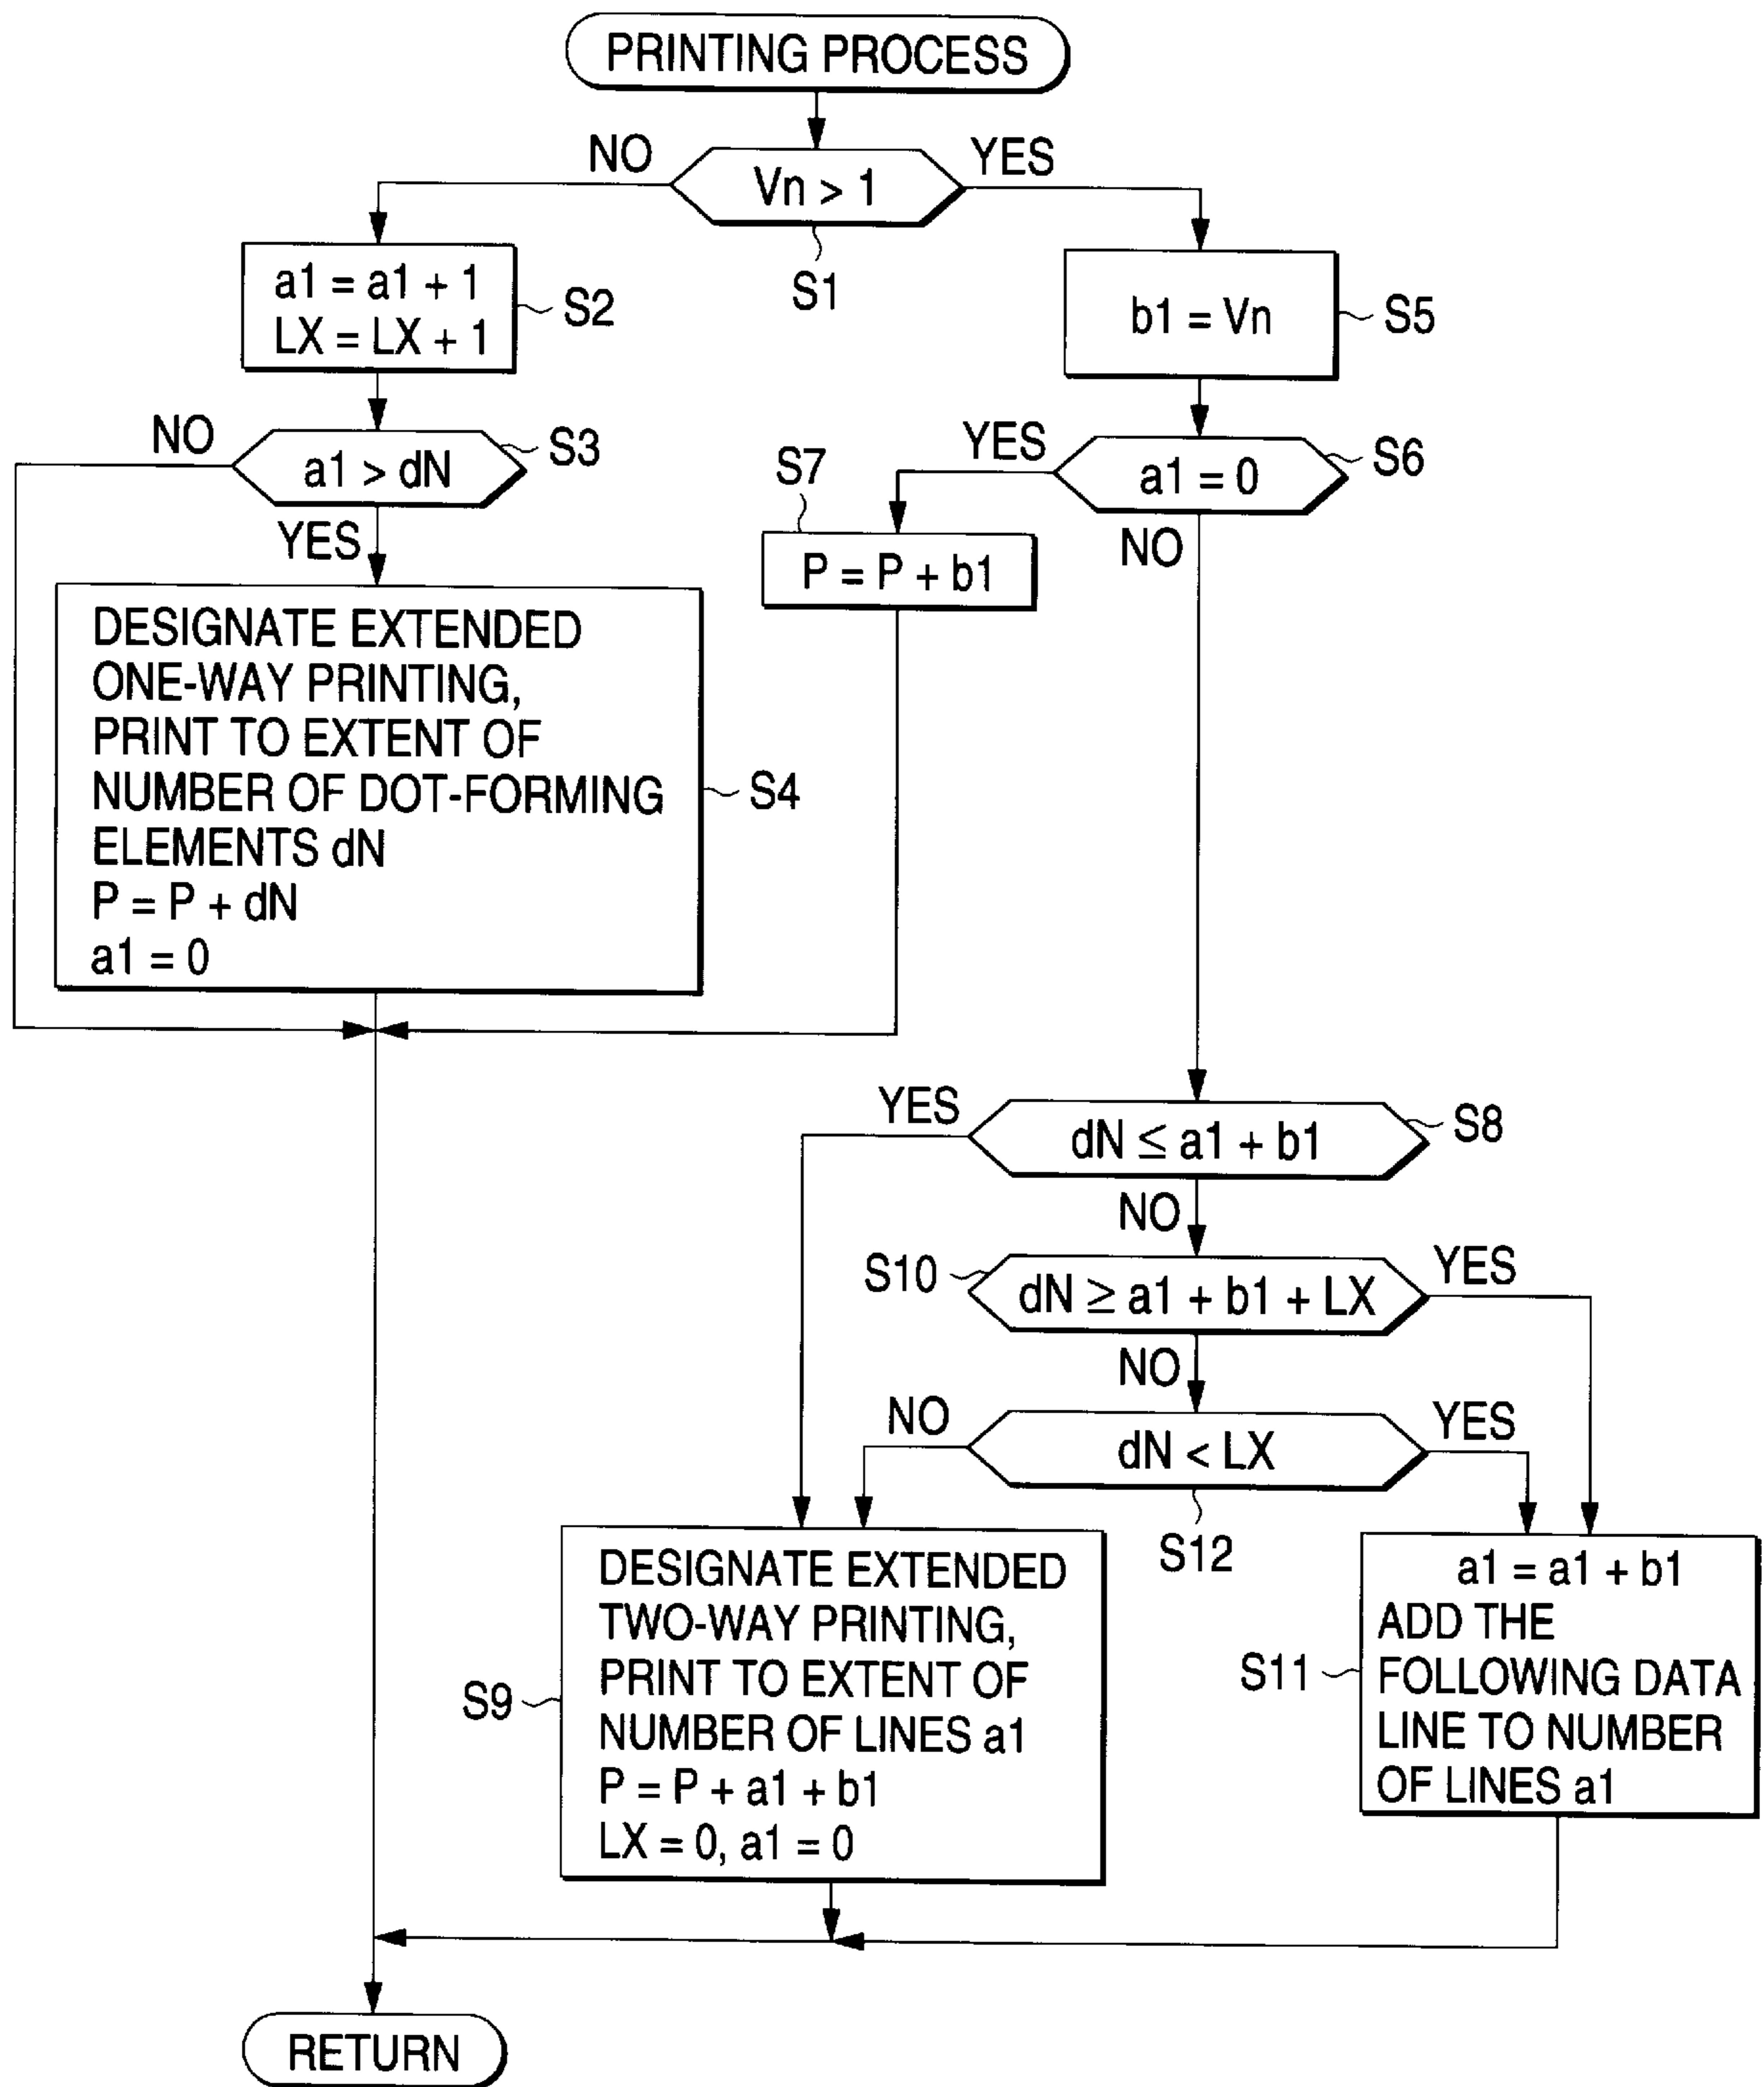 PRINTING PROCESS
NO
YES
Vn > 1
S1
a1 = a1 + 1
LX = LX + 1
S2
b1 = Vn
S5
NO
a1 > dN
S3
YES
YES
a1 = 0
S6
NO
S7
P = P + b1
DESIGNATE EXTENDED
ONE-WAY PRINTING,
PRINT TO EXTENT OF
NUMBER OF DOT-FORMING
ELEMENTS dN
P = P + dN
a1 = 0
S4
YES
dN ≤ a1 + b1
S8
NO
S10
dN ≥ a1 + b1 + LX
YES
NO
NO
dN < LX
YES
S12
S9
DESIGNATE EXTENDED
TWO-WAY PRINTING,
PRINT TO EXTENT OF
NUMBER OF LINES a1
P = P + a1 + b1
LX = 0, a1 = 0
S11
a1 = a1 + b1
ADD THE
FOLLOWING DATA
LINE TO NUMBER
OF LINES a1
RETURN